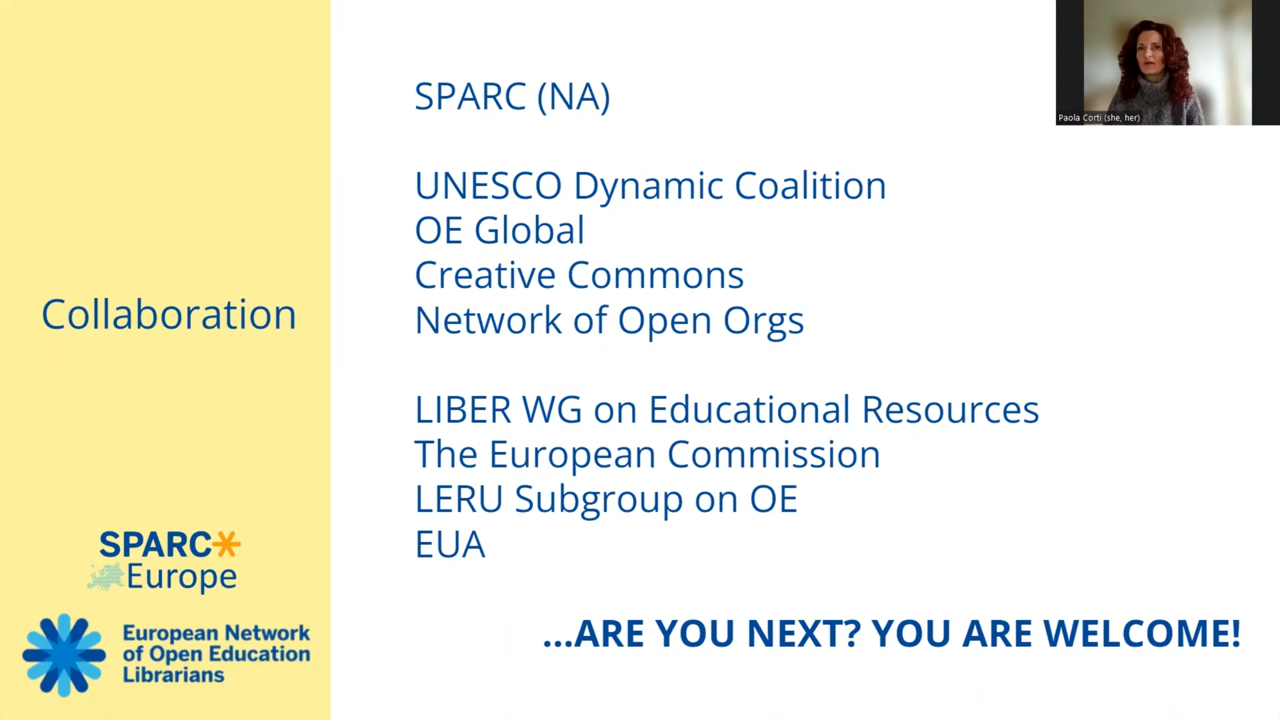 SPARC (NA)
Paola Corti (she, her)
UNESCO Dynamic Coalition
OE Global
Creative Commons
Network of Open Orgs
Collaboration
LIBER WG on Educational Resources
The European Commission
LERU Subgroup on OE
EUA
SPARC
Europe
European Network
of Open Education
Librarians
...ARE YOU NEXT? YOU ARE WELCOME!